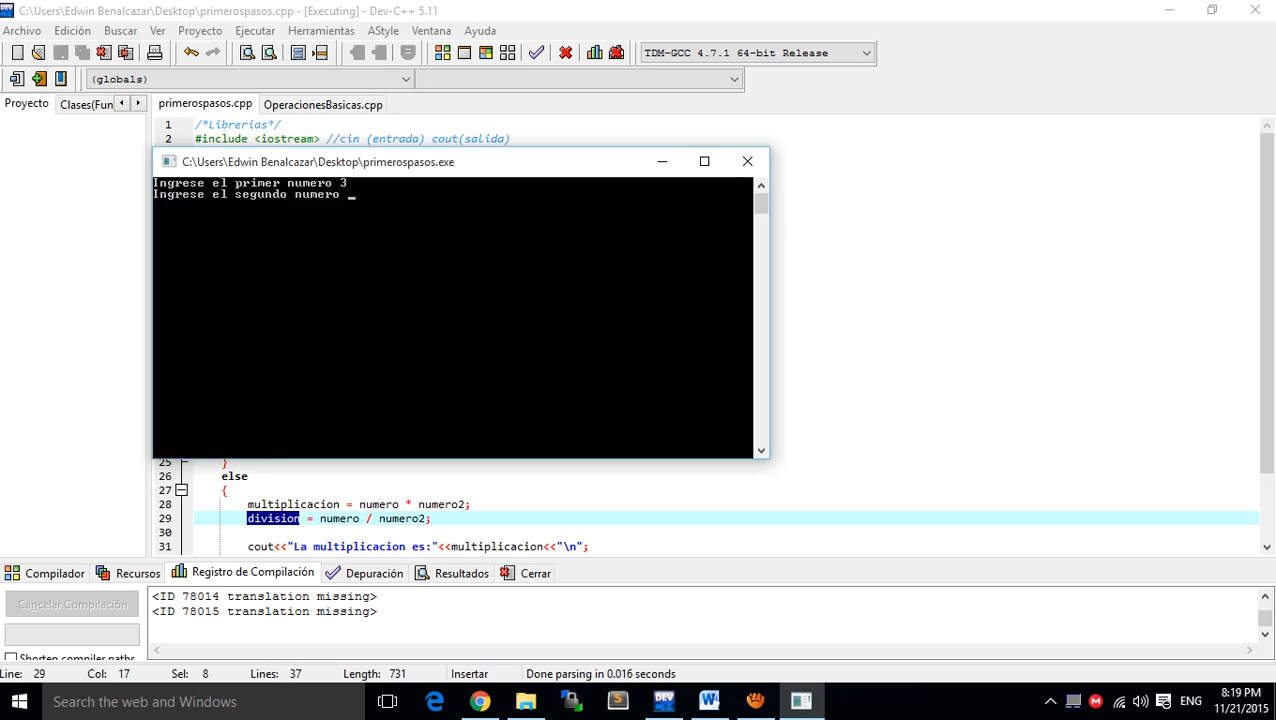 C:\Users\Edwin Benalcazar\Desktop\primerospasos.cpp - [Executing] - Dev-C++ 5.11
Archivo Edición Buscar Ver Proyecto Ejecutar Herramientas AStyle Ventana Ayuda
TDM-GCC 4.7.1 64-bit Release
(globals)
Proyecto Clases(Fun primerospasos.cpp OperacionesBasicas.cpp
1 /*Librerias*/
2 #include <iostream> //cin (entrada) cout(salida)
C:\Users\Edwin Benalcazar\Desktop\primerospasos.exe
Ingrese el primer numero 3
Ingrese el segundo numero _
25 }
26 else
27 {
28 multiplicacion = numero * numero2;
29 division = numero / numero2;
30
31 cout<<"La multiplicacion es:"<<multiplicacion<<"\n";
Compilador Recursos Registro de Compilación Depuración Resultados Cerrar
Cancelar Compilación
<ID 78014 translation missing>
<ID 78015 translation missing>
Shorten compiler paths
Line: 29 Col: 17 Sel: 8 Lines: 37 Length: 731 Insertar Done parsing in 0.016 seconds
Search the web and Windows
DEV
ENG
8:19 PM
11/21/2015